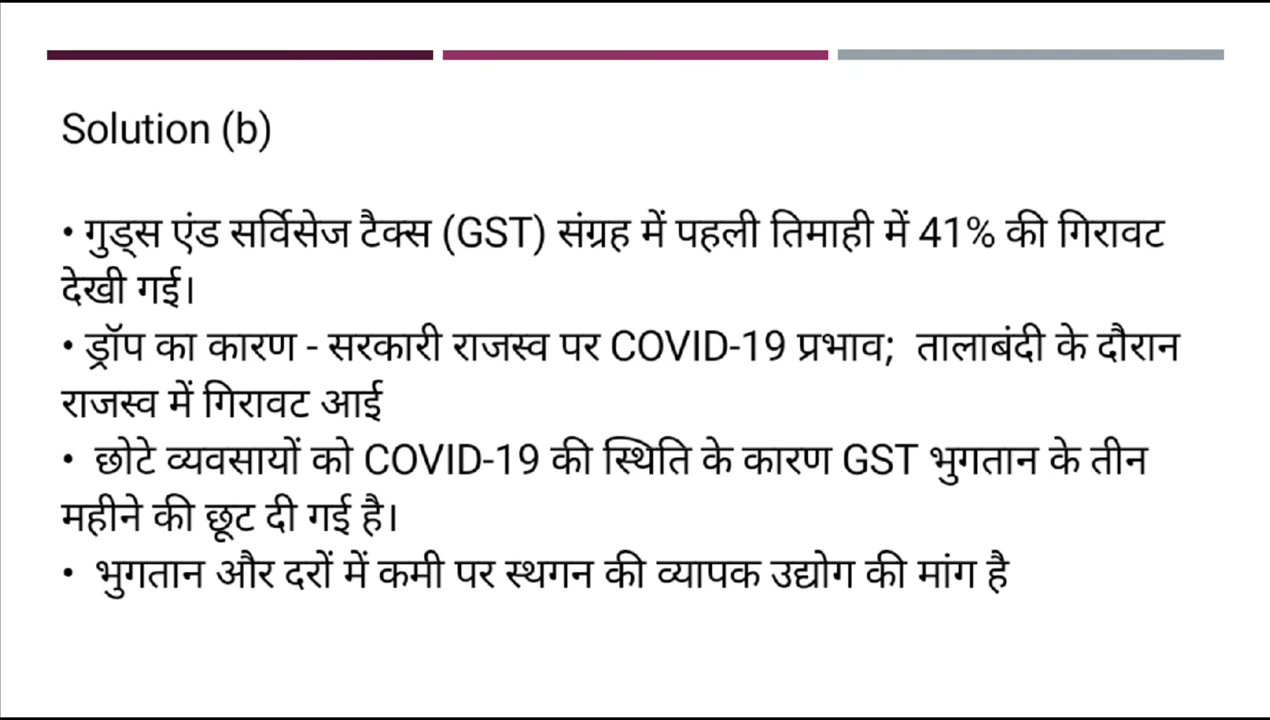 Solution (b)
• गुड्स एंड सर्विसेज टैक्स (GST) संग्रह में पहली तिमाही में 41% की गिरावट
देखी गई।
• ड्रॉप का कारण - सरकारी राजस्व पर COVID-19 प्रभाव; तालाबंदी के दौरान
राजस्व में गिरावट आई
• छोटे व्यवसायों को COVID-19 की स्थिति के कारण GST भुगतान के तीन
महीने की छूट दी गई है।
• भुगतान और दरों में कमी पर स्थगन की व्यापक उद्योग की मांग है